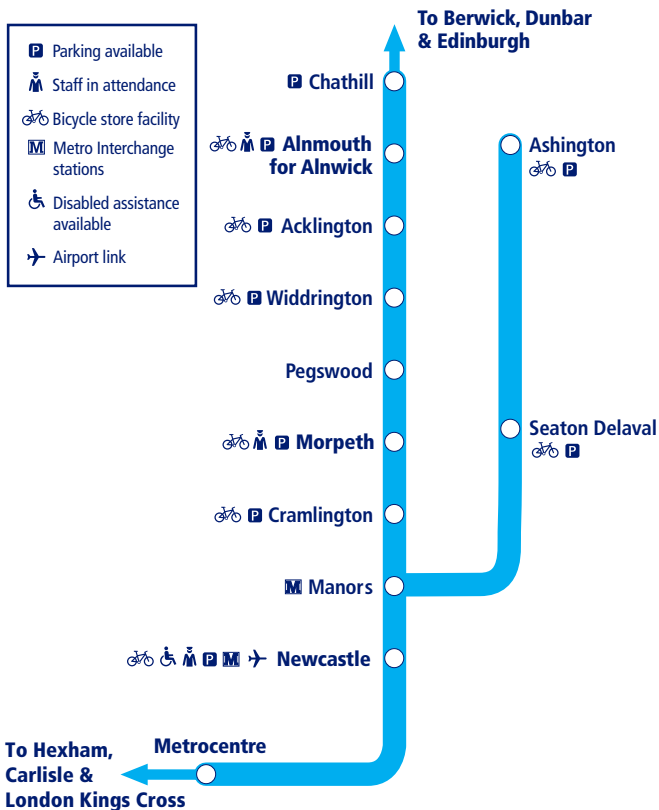 To Berwick, Dunbar
& Edinburgh
P Parking available
Staff in attendance
Bicycle store facility
M Metro Interchange
stations
Disabled assistance
available
Airport link
P Chathill
P Alnmouth
for Alnwick
Ashington
P
P Acklington
P Widdrington
Pegswood
P Morpeth
Seaton Delaval
P
P Cramlington
M Manors
P M Newcastle
Metrocentre
To Hexham,
Carlisle &
London Kings Cross